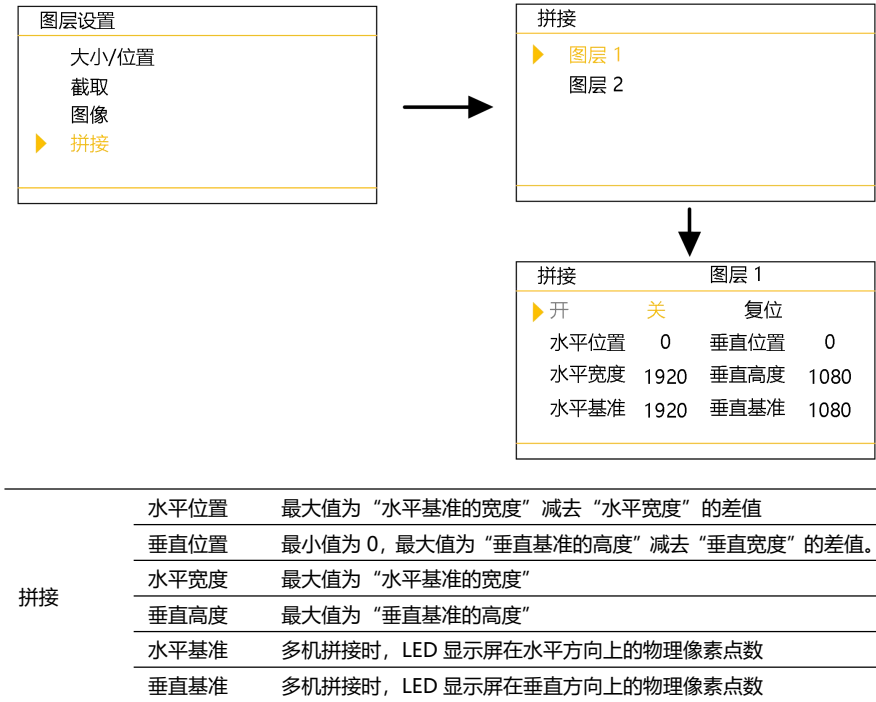 图层设置
大小/位置
截取
图像
拼接
拼接
图层 1
图层 2
拼接 图层 1
开 关 复位
水平位置 0 垂直位置 0
水平宽度 1920 垂直高度 1080
水平基准 1920 垂直基准 1080
拼接
水平位置 最大值为“水平基准的宽度”减去“水平宽度”的差值
垂直位置 最小值为 0，最大值为“垂直基准的高度”减去“垂直宽度”的差值。
水平宽度 最大值为“水平基准的宽度”
垂直高度 最大值为“垂直基准的高度”
水平基准 多机拼接时，LED 显示屏在水平方向上的物理像素点数
垂直基准 多机拼接时，LED 显示屏在垂直方向上的物理像素点数